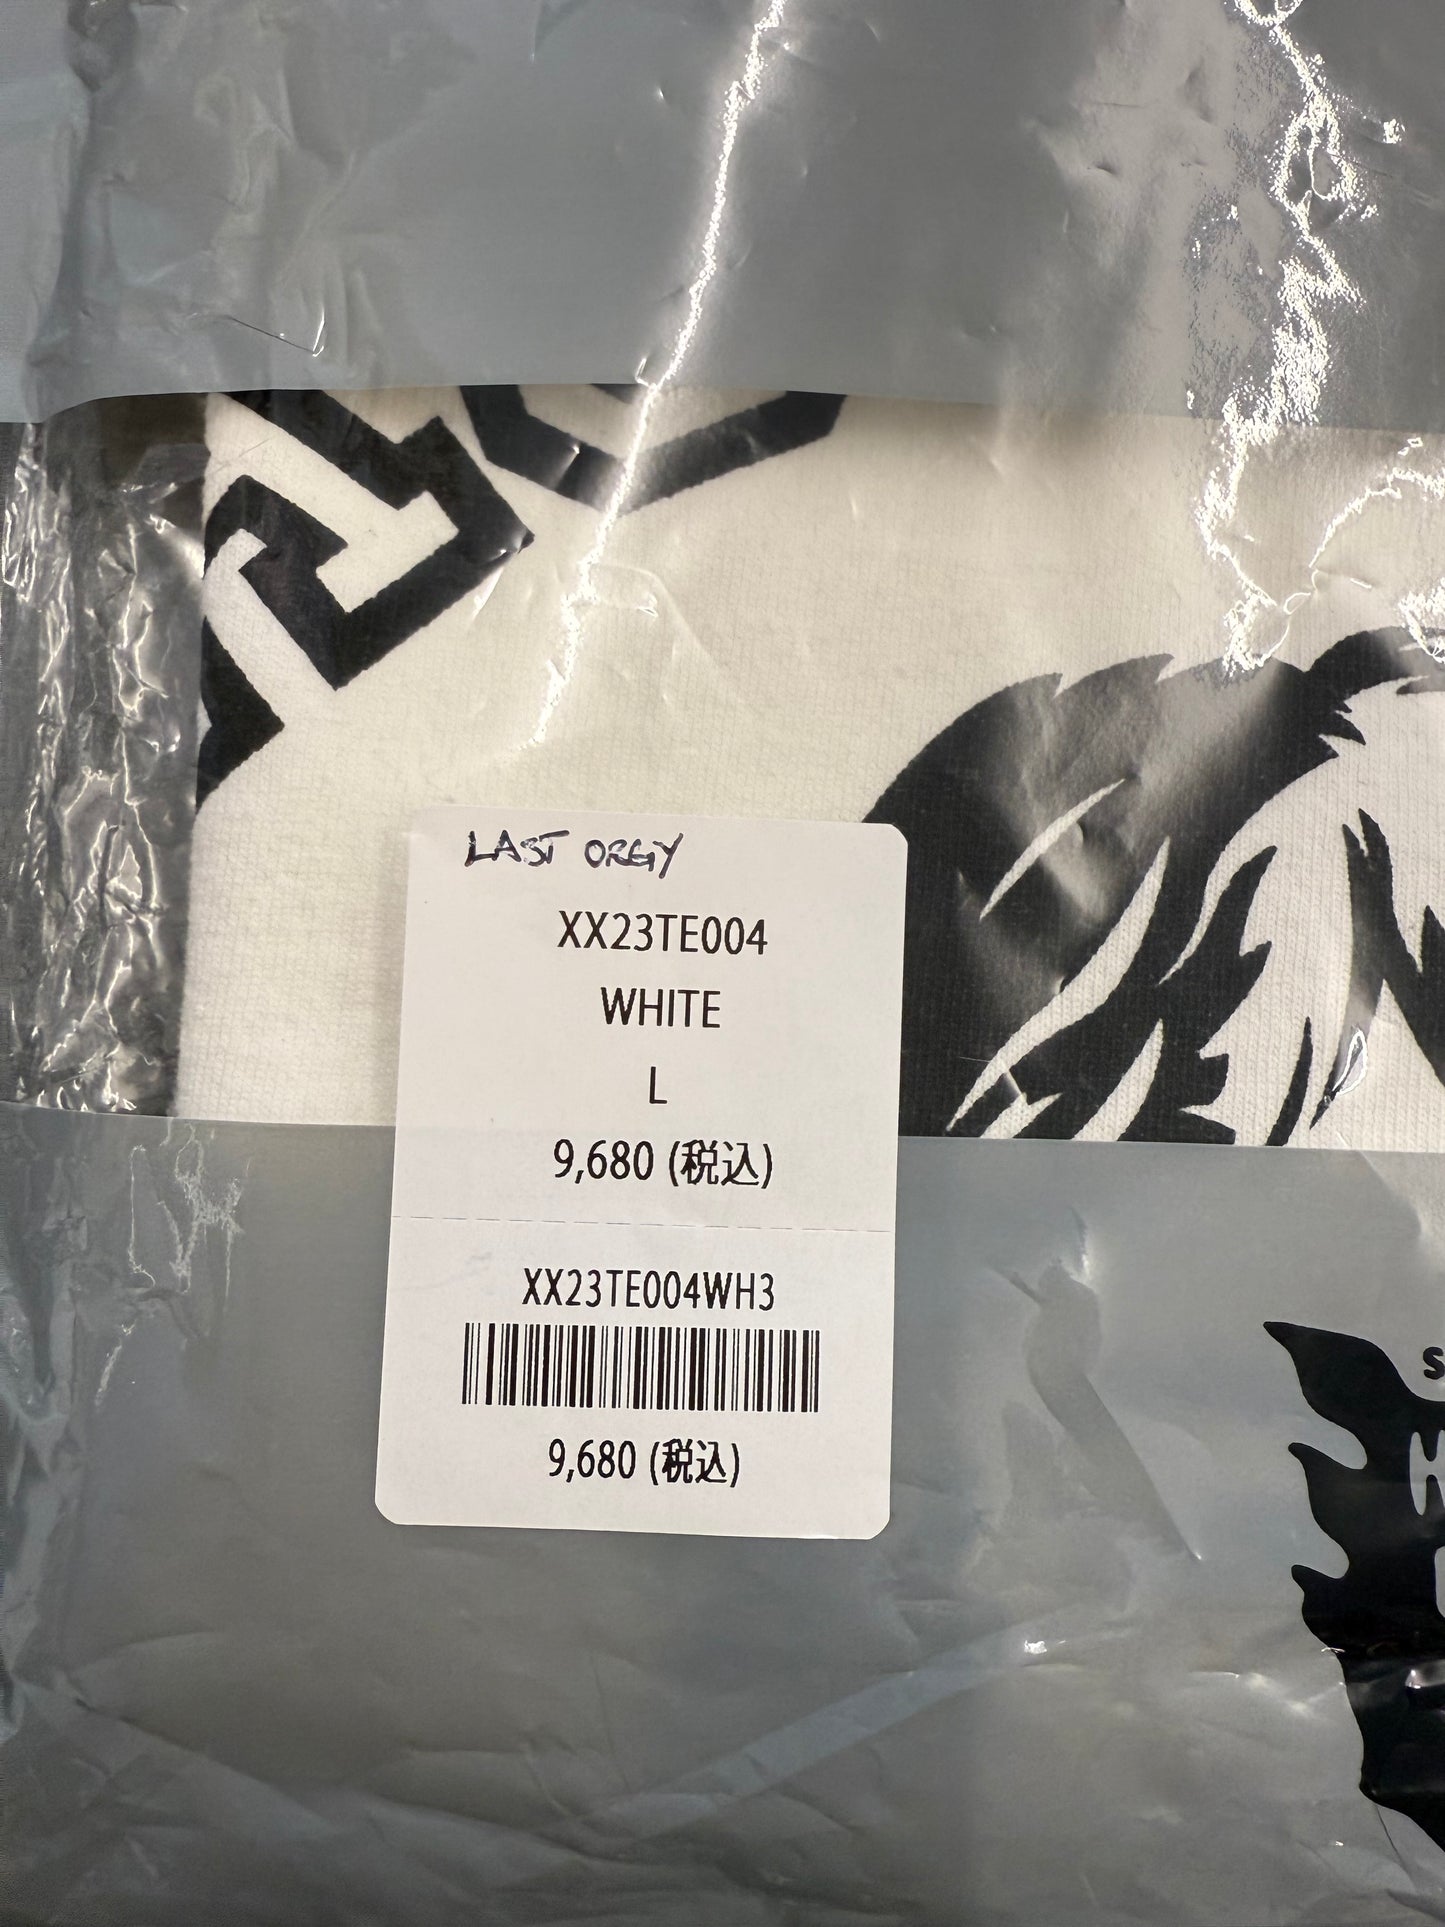 LAST ORGY
XX23TE004
WHITE
L
9,680 (税込)
XX23TE004WH3
9,680 (税込)